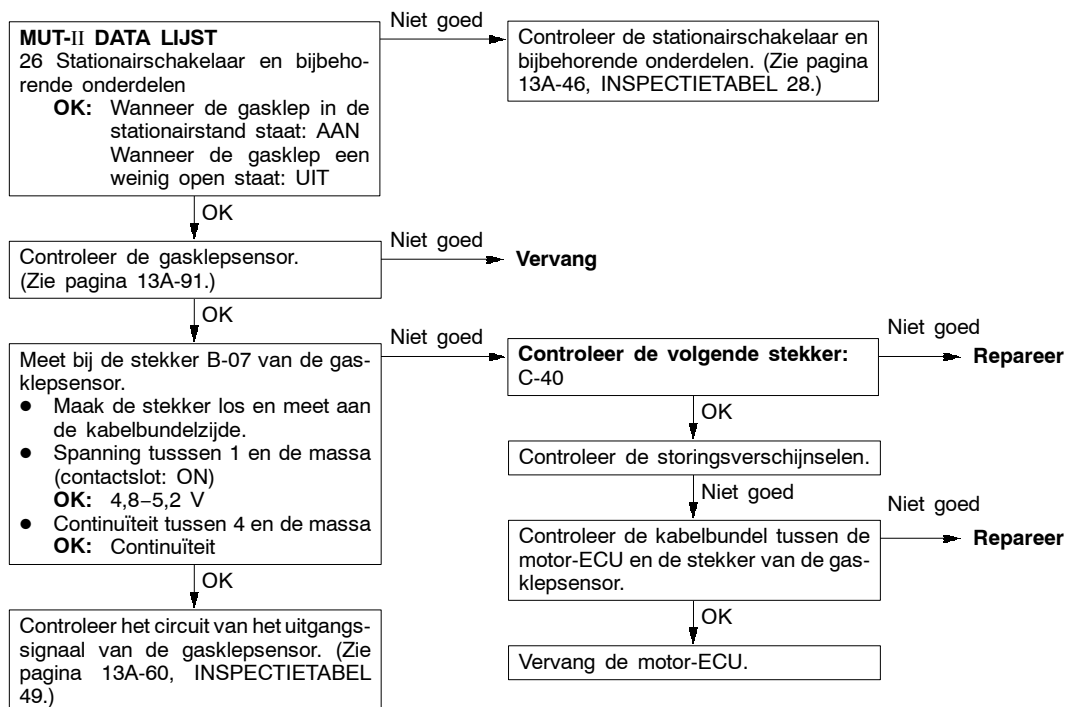 MUT-II DATA LIJST
26 Stationairschakelaar en bijbeho-
rende onderdelen
OK: Wanneer de gasklep in de
stationairstand staat: AAN
Wanneer de gasklep een
weinig open staat: UIT
Niet goed
Controleer de stationairschakelaar en
bijbehorende onderdelen. (Zie pagina
13A-46, INSPECTIETABEL 28.)
OK
Controleer de gasklepsensor.
(Zie pagina 13A-91.)
Niet goed
Vervang
OK
Meet bij de stekker B-07 van de gas-
klepsensor.
● Maak de stekker los en meet aan
de kabelbundelzijde.
● Spanning tusssen 1 en de massa
(contactslot: ON)
OK: 4,8–5,2 V
● Continuïteit tussen 4 en de massa
OK: Continuïteit
Niet goed
Controleer de volgende stekker:
C-40
Niet goed
Repareer
OK
Controleer de storingsverschijnselen.
Niet goed
Controleer de kabelbundel tussen de
motor-ECU en de stekker van de gas-
klepsensor.
Niet goed
Repareer
OK
Vervang de motor-ECU.
OK
Controleer het circuit van het uitgangs-
signaal van de gasklepsensor. (Zie
pagina 13A-60, INSPECTIETABEL
49.)